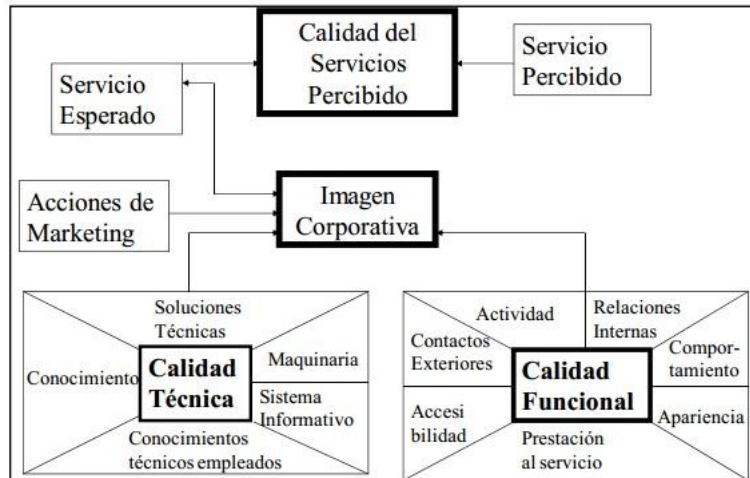 Calidad del
Servicios
Percibido
Servicio
Percibido
Servicio
Esperado
Acciones de
Marketing
Imagen
Corporativa
Soluciones
Técnicas
Conocimiento
Calidad
Técnica
Maquinaria
Sistema
Informativo
Conocimientos
técnicos empleados
Actividad
Relaciones
Internas
Contactos
Exteriores
Calidad
Funcional
Compor-
tamiento
Accesi
bilidad
Apariencia
Prestación
al servicio